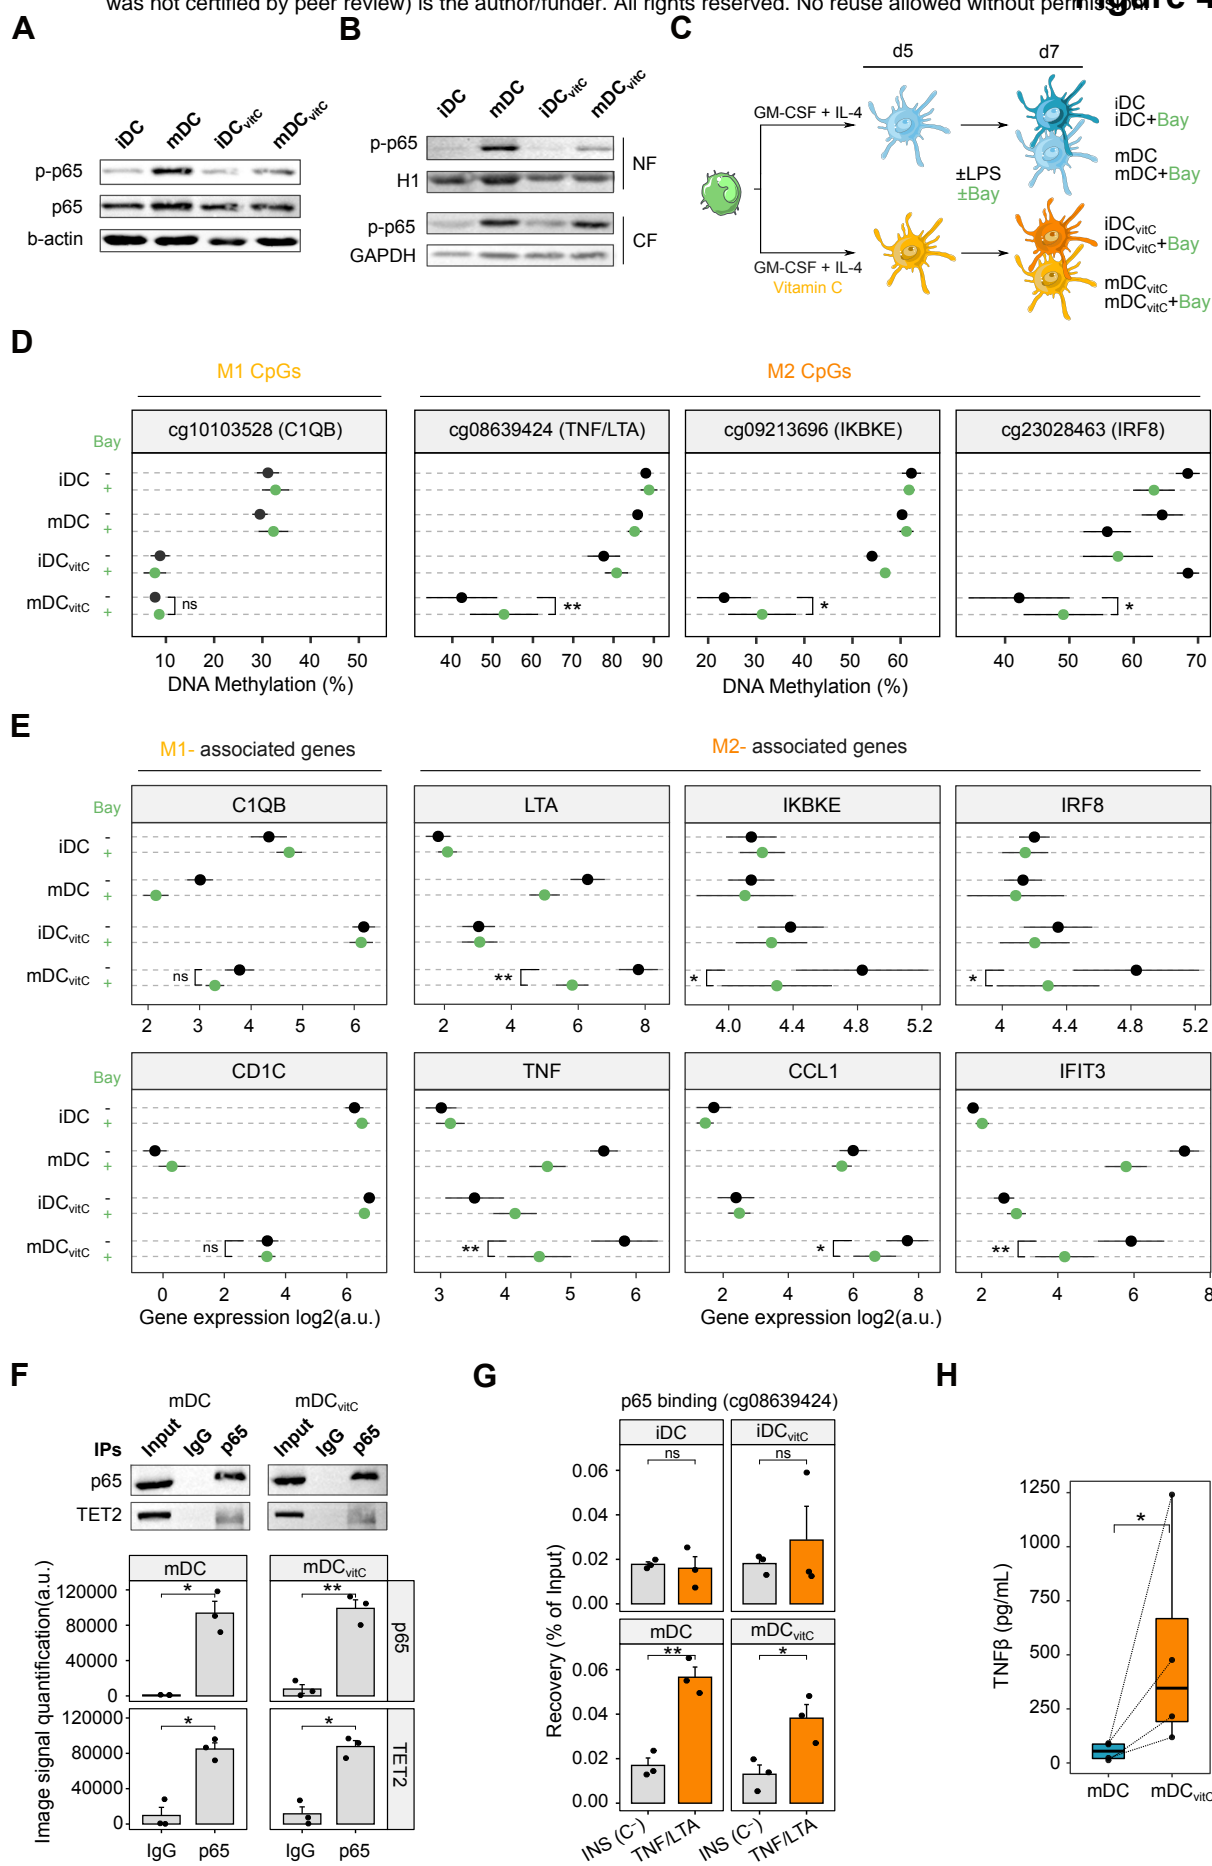 was not certified by peer review) is the author/funder. All rights reserved. No reuse allowed without permission.
Figure 4
A
iDC mDC iDCvitC mDCvitC
p-p65
p65
b-actin
B
iDC mDC iDCvitC mDCvitC
p-p65
H1
NF
p-p65
GAPDH
CF
C
d5 d7
GM-CSF + IL-4
±LPS
±Bay
GM-CSF + IL-4
Vitamin C
iDC
iDC+Bay
mDC
mDC+Bay
iDCvitC
iDCvitC+Bay
mDCvitC
mDCvitC+Bay
D
M1 CpGs M2 CpGs
Bay
cg10103528 (C1QB) cg08639424 (TNF/LTA) cg09213696 (IKBKE) cg23028463 (IRF8)
iDC - +
mDC - +
iDCvitC - +
mDCvitC - +
ns ** * *
10 20 30 40 50
40 50 60 70 80 90
20 30 40 50 60
40 50 60 70
DNA Methylation (%) DNA Methylation (%)
E
M1- associated genes M2- associated genes
Bay
C1QB LTA IKBKE IRF8
iDC - +
mDC - +
iDCvitC - +
mDCvitC - +
ns ** * *
2 3 4 5 6
2 4 6 8
4.0 4.4 4.8 5.2
4 4.4 4.8 5.2
Bay
CD1C TNF CCL1 IFIT3
iDC - +
mDC - +
iDCvitC - +
mDCvitC - +
ns ** * **
0 2 4 6
3 4 5 6
2 4 6 8
2 4 6 8
Gene expression log2(a.u.) Gene expression log2(a.u.)
F
mDC mDCvitC
IPs Input IgG p65 Input IgG p65
p65
TET2
Image signal quantification(a.u.)
mDC mDCvitC
p65
TET2
120000
80000
40000
0
* **
120000
80000
40000
0
* *
IgG p65 IgG p65
G
p65 binding (cg08639424)
Recovery (% of Input)
iDC iDCvitC
ns ns
0.06
0.04
0.02
0.00
mDC mDCvitC
** *
0.06
0.04
0.02
0.00
INS (C-) TNF/LTA INS (C-) TNF/LTA
H
TNFβ (pg/mL)
1250
1000
750
500
250
0
*
mDC mDCvitC